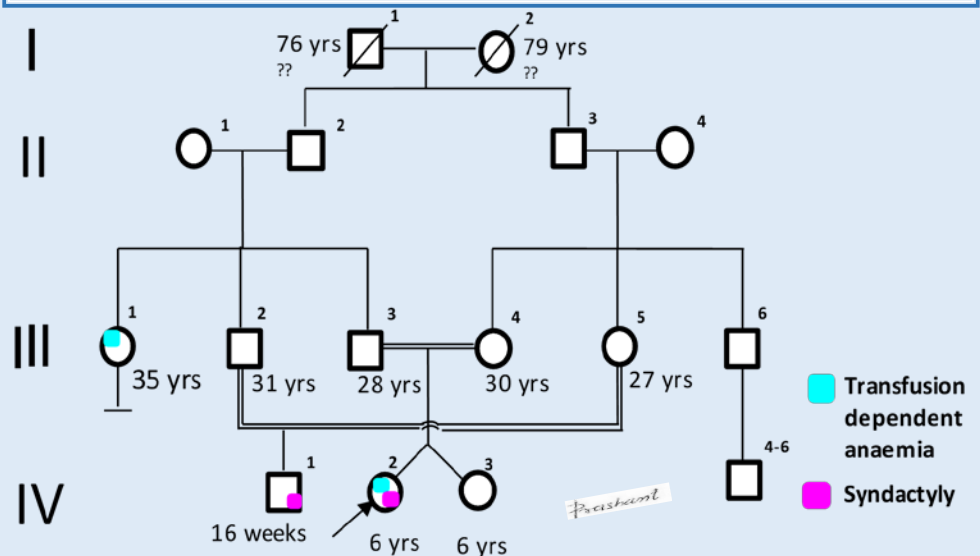 I
1
2
76 yrs
??
79 yrs
??
II
1
2
3
4
III
1
2
3
4
5
6
35 yrs
31 yrs
28 yrs
30 yrs
27 yrs
Transfusion
dependent
anaemia
Syndactyly
IV
1
2
3
4-6
16 weeks
6 yrs
6 yrs
Prashant